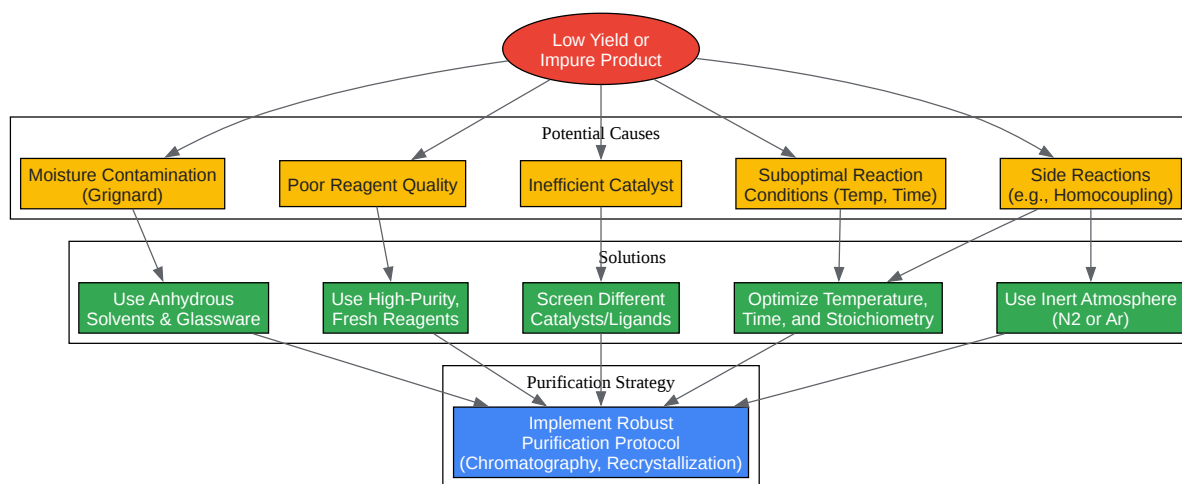 Low Yield or
Impure Product
Potential Causes
Moisture Contamination
(Grignard)
Poor Reagent Quality
Inefficient Catalyst
Suboptimal Reaction
Conditions (Temp, Time)
Side Reactions
(e.g., Homocoupling)
Solutions
Use Anhydrous
Solvents & Glassware
Use High-Purity,
Fresh Reagents
Screen Different
Catalysts/Ligands
Optimize Temperature,
Time, and Stoichiometry
Use Inert Atmosphere
(N2 or Ar)
Purification Strategy
Implement Robust
Purification Protocol
(Chromatography, Recrystallization)